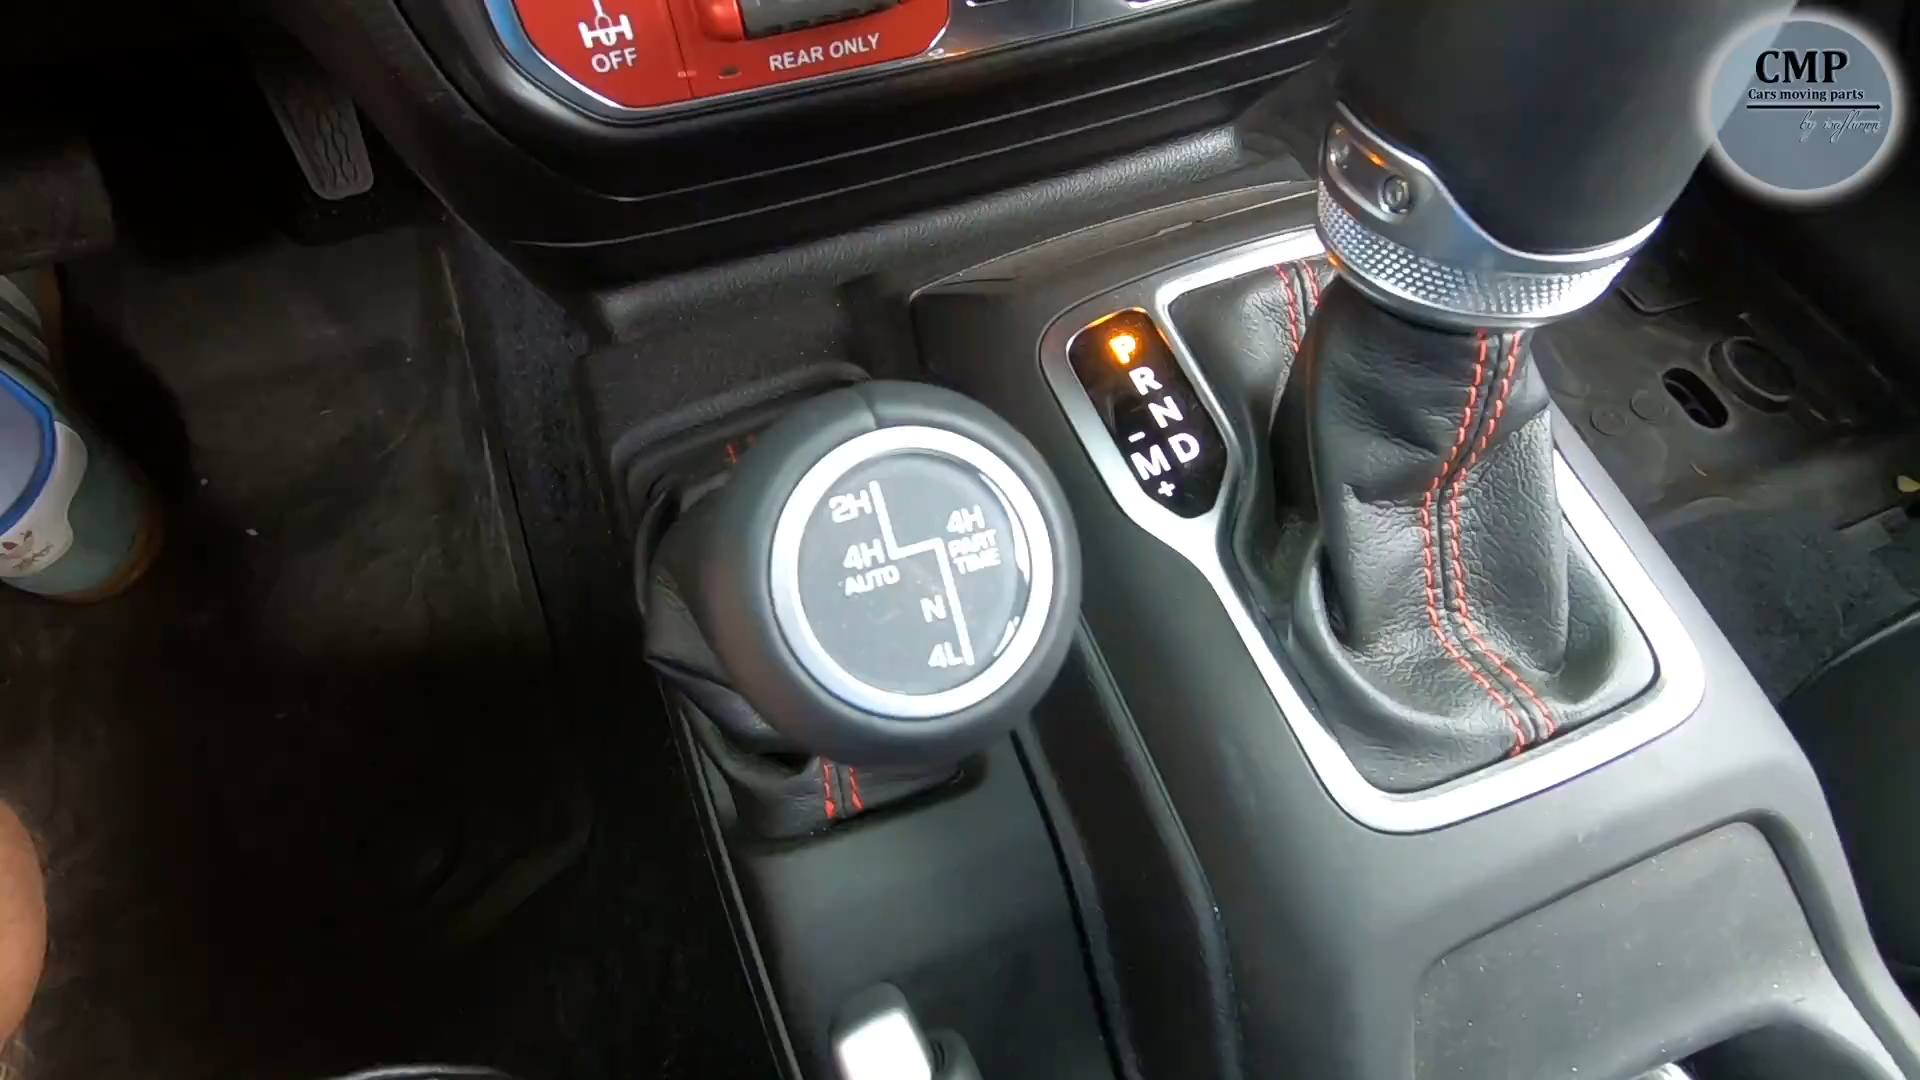 OFF
REAR ONLY
CMP
Cars moving parts
P
R
N
D
-
M
+
2H
4H
AUTO
4H
PART
TIME
N
4L